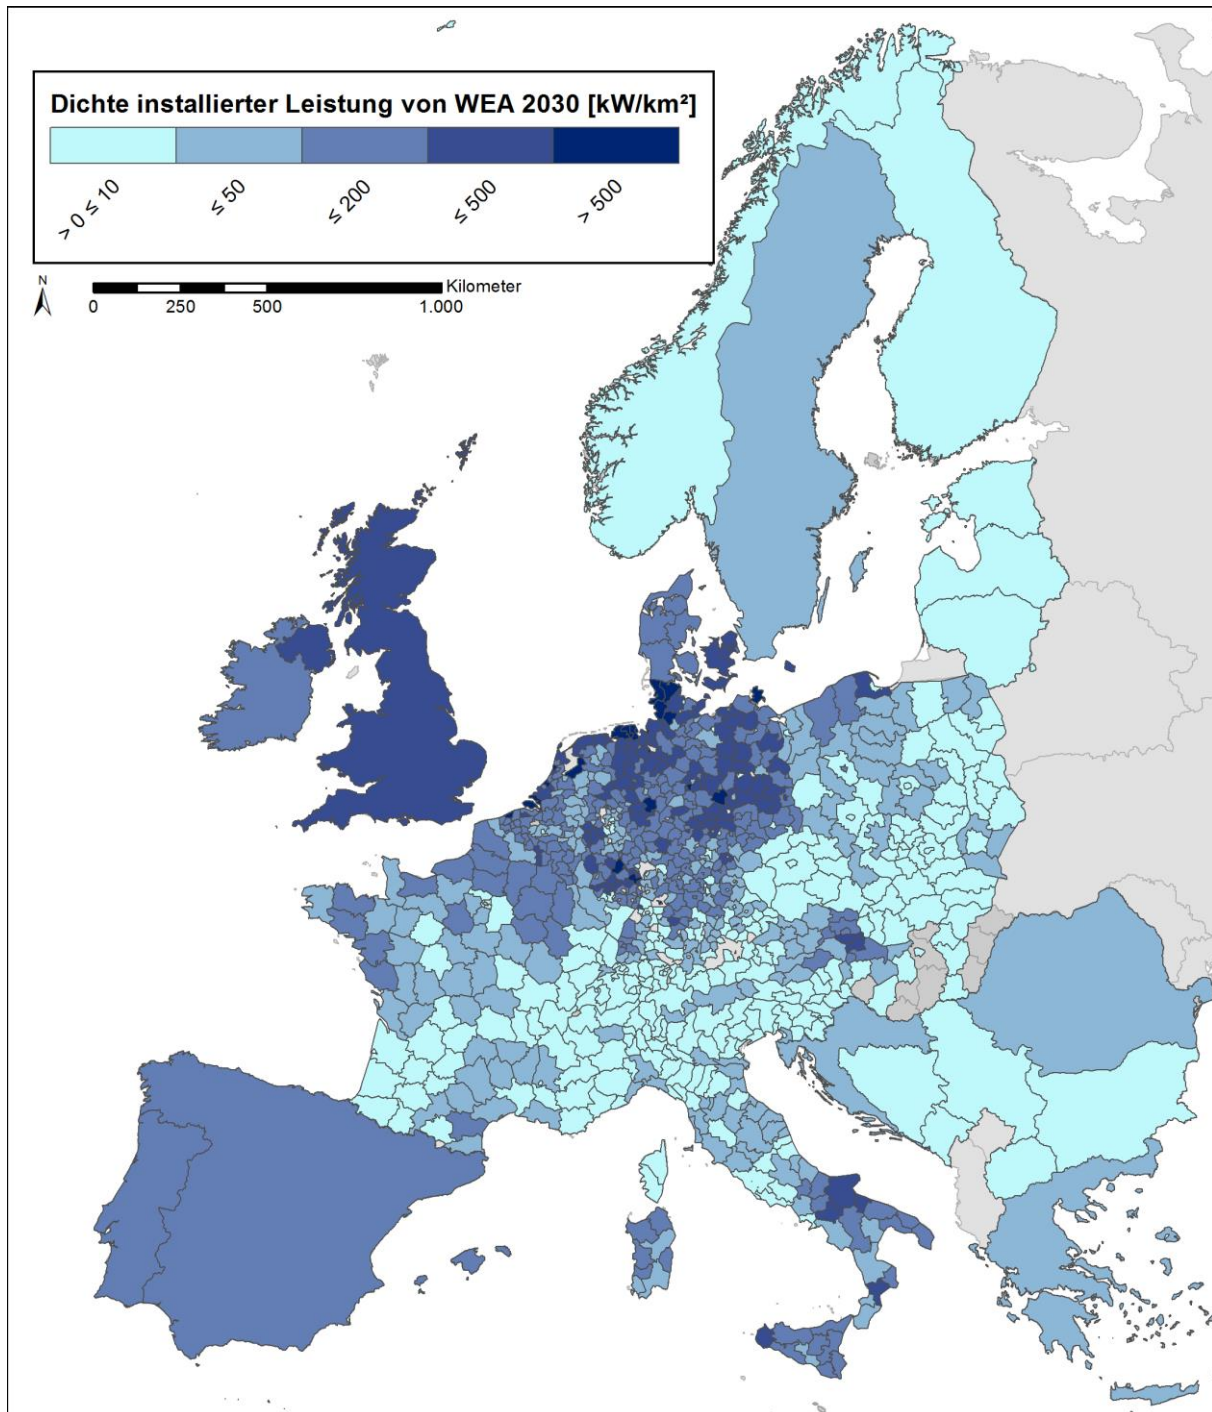 Dichte installierter Leistung von WEA 2030 [kW/km²]
> 0 ≤ 10
≤ 50
≤ 200
≤ 500
> 500
N
Kilometer
0 250 500 1.000